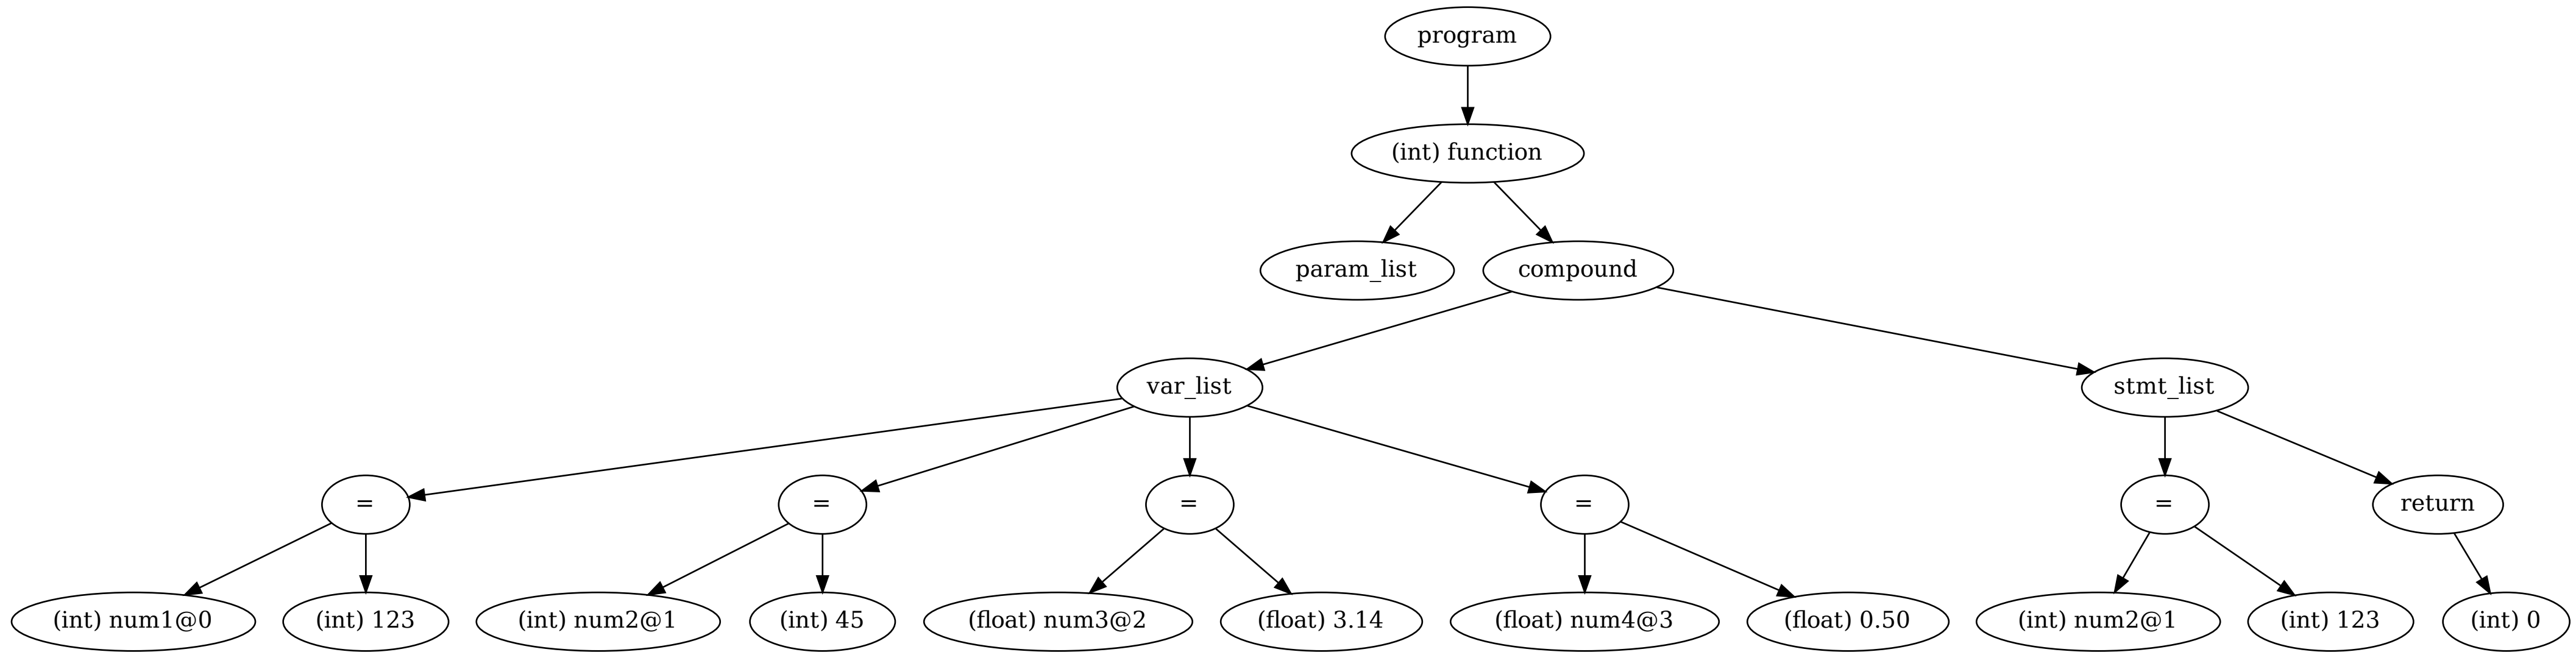 program
(int) function
param_list
compound
var_list
stmt_list
=
=
=
=
=
return
(int) num1@0
(int) 123
(int) num2@1
(int) 45
(float) num3@2
(float) 3.14
(float) num4@3
(float) 0.50
(int) num2@1
(int) 123
(int) 0